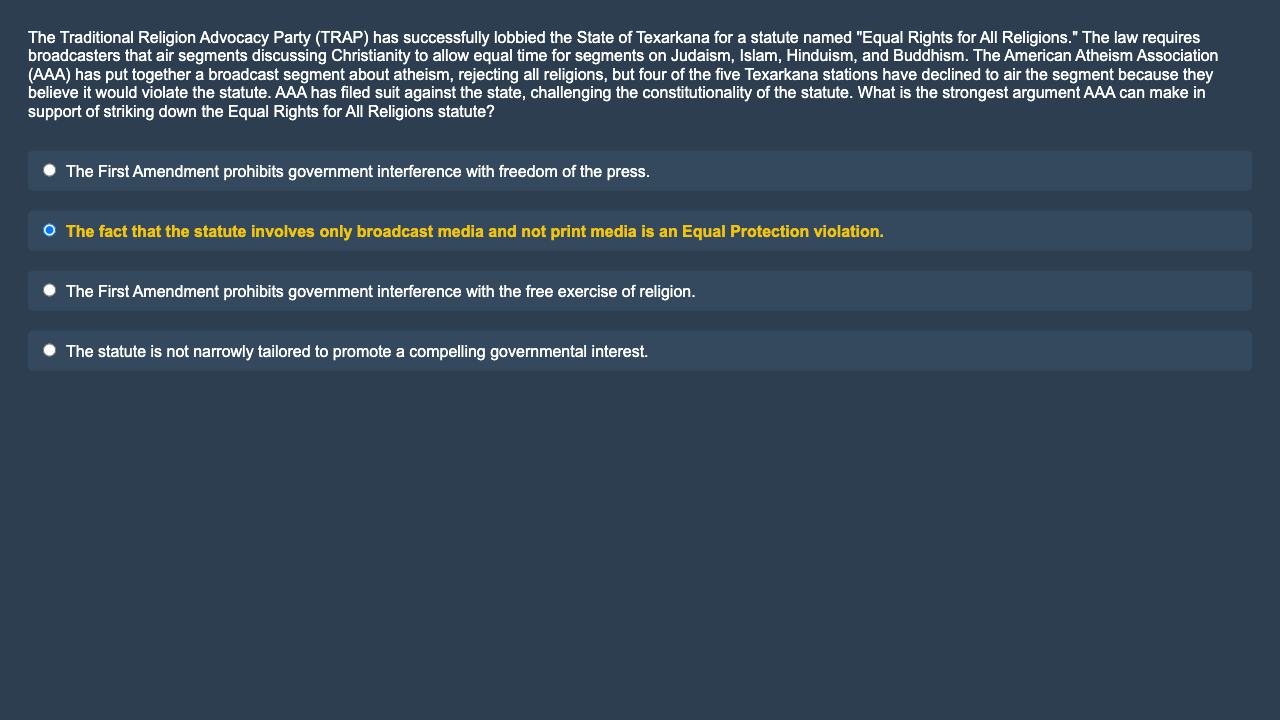 The Traditional Religion Advocacy Party (TRAP) has successfully lobbied the State of Texarkana for a statute named "Equal Rights for All Religions." The law requires
broadcasters that air segments discussing Christianity to allow equal time for segments on Judaism, Islam, Hinduism, and Buddhism. The American Atheism Association
(AAA) has put together a broadcast segment about atheism, rejecting all religions, but four of the five Texarkana stations have declined to air the segment because they
believe it would violate the statute. AAA has filed suit against the state, challenging the constitutionality of the statute. What is the strongest argument AAA can make in
support of striking down the Equal Rights for All Religions statute?
The First Amendment prohibits government interference with freedom of the press.
The fact that the statute involves only broadcast media and not print media is an Equal Protection violation.
The First Amendment prohibits government interference with the free exercise of religion.
The statute is not narrowly tailored to promote a compelling governmental interest.